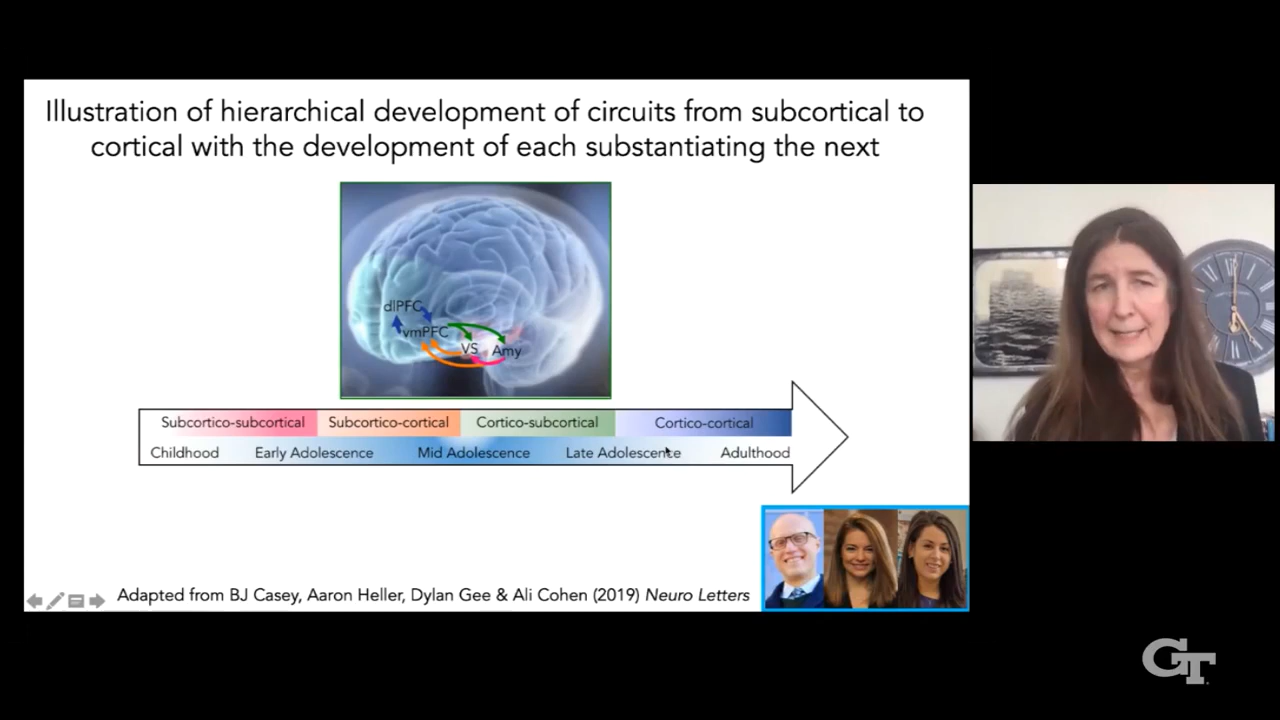 Illustration of hierarchical development of circuits from subcortical to
cortical with the development of each substantiating the next
dlPFC
vmPFC
VS Amy
Subcortico-subcortical Subcortico-cortical Cortico-subcortical Cortico-cortical
Childhood Early Adolescence Mid Adolescence Late Adolescence Adulthood
Adapted from BJ Casey, Aaron Heller, Dylan Gee & Ali Cohen (2019) Neuro Letters
GT